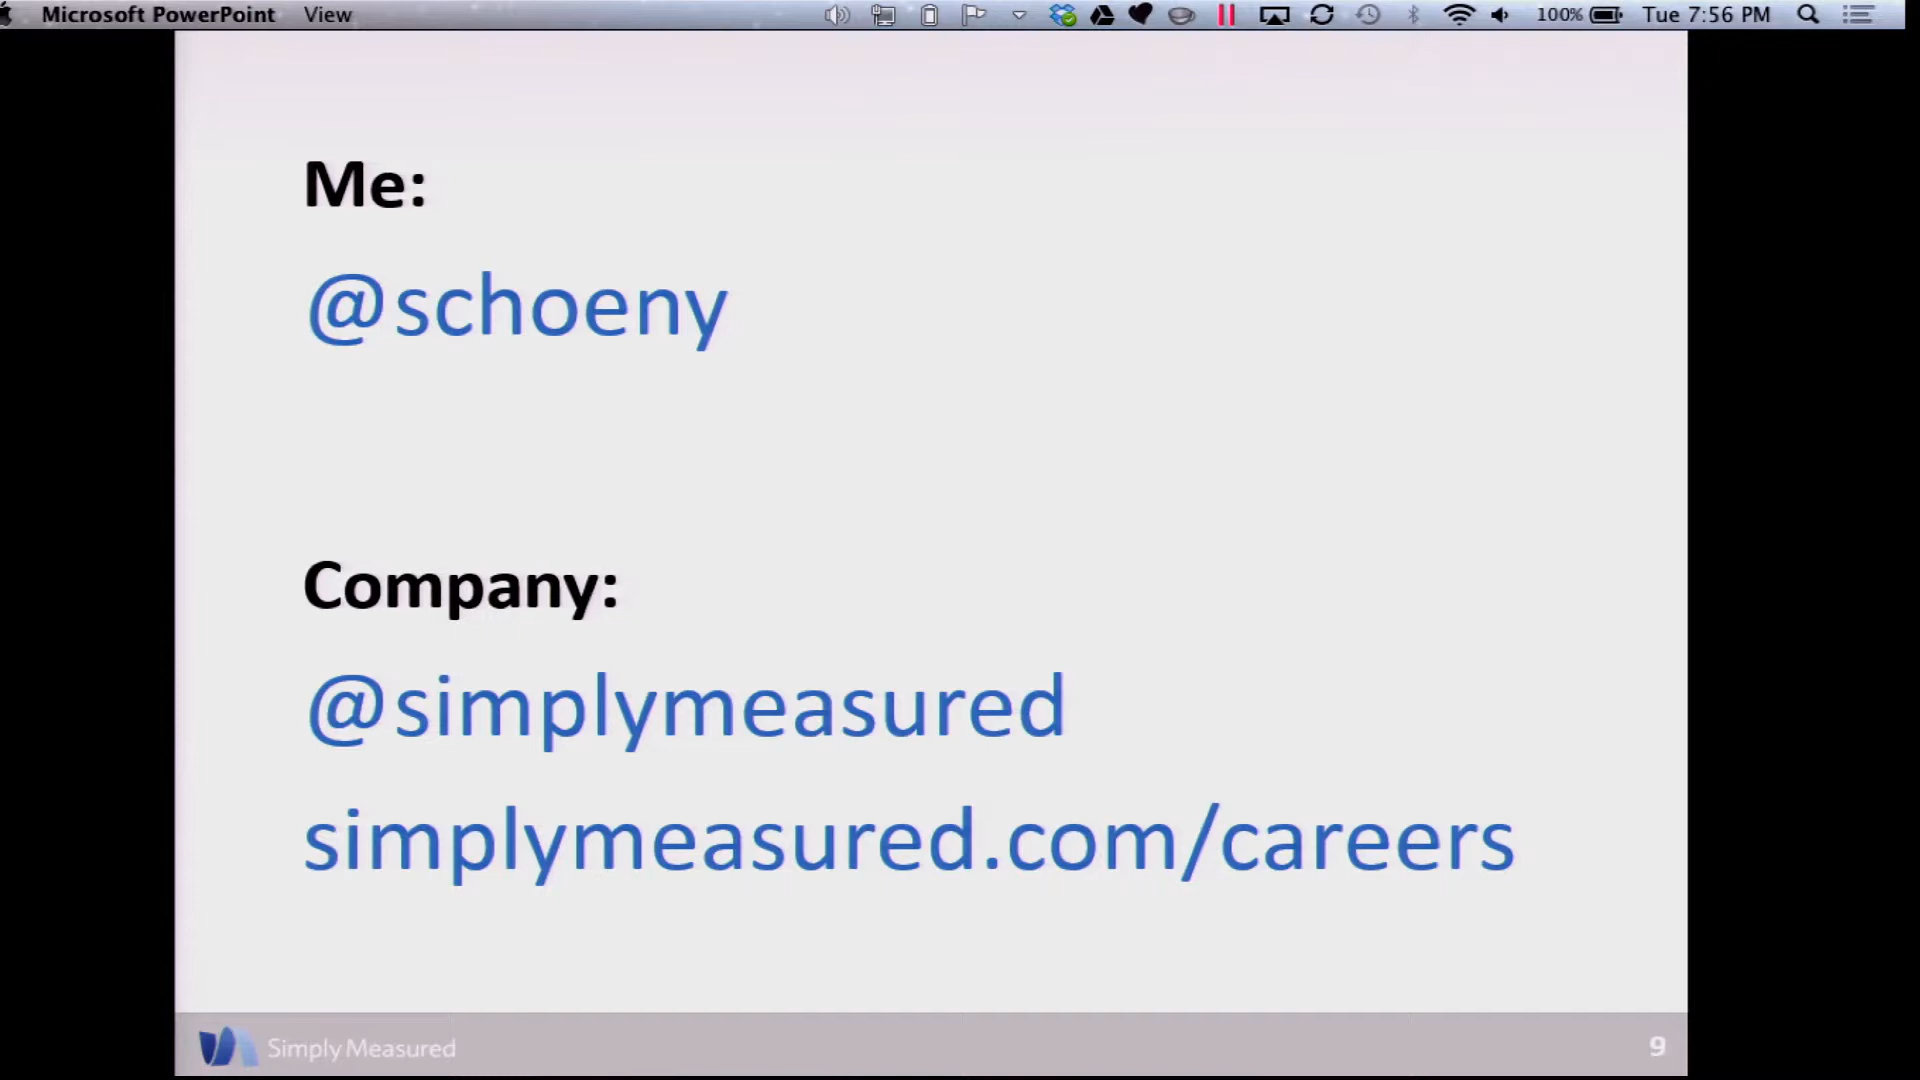 Microsoft PowerPoint View 100% Tue 7:56 PM
Me:
@schoeny
Company:
@simplymeasured
simplymeasured.com/careers
Simply Measured 9